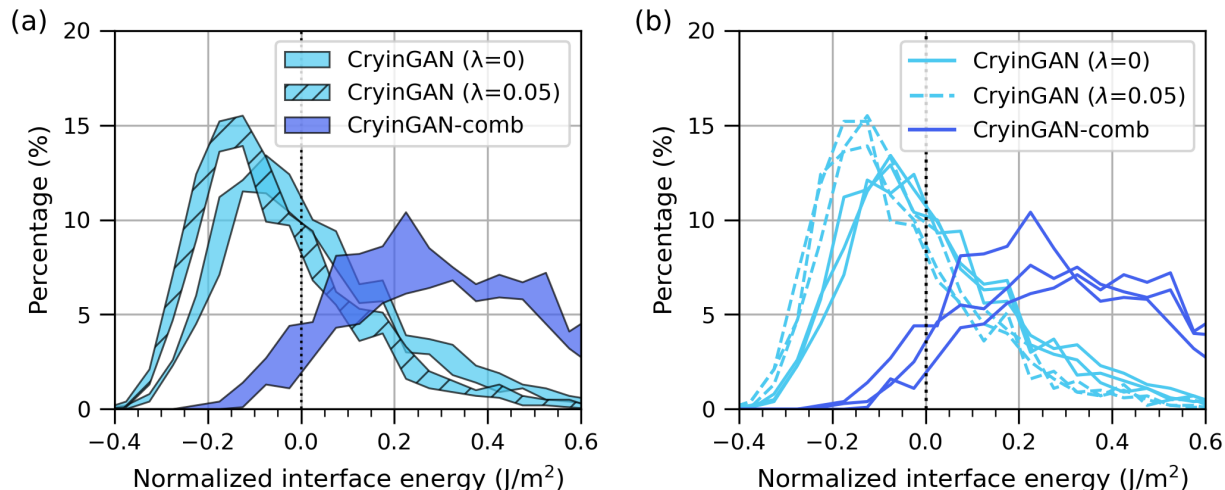 (a)
20
15
10
5
0
Percentage (%)
CryinGAN (λ=0)
CryinGAN (λ=0.05)
CryinGAN-comb
−0.4
−0.2
0.0
0.2
0.4
0.6
Normalized interface energy (J/m²)
(b)
20
15
10
5
0
Percentage (%)
CryinGAN (λ=0)
CryinGAN (λ=0.05)
CryinGAN-comb
−0.4
−0.2
0.0
0.2
0.4
0.6
Normalized interface energy (J/m²)